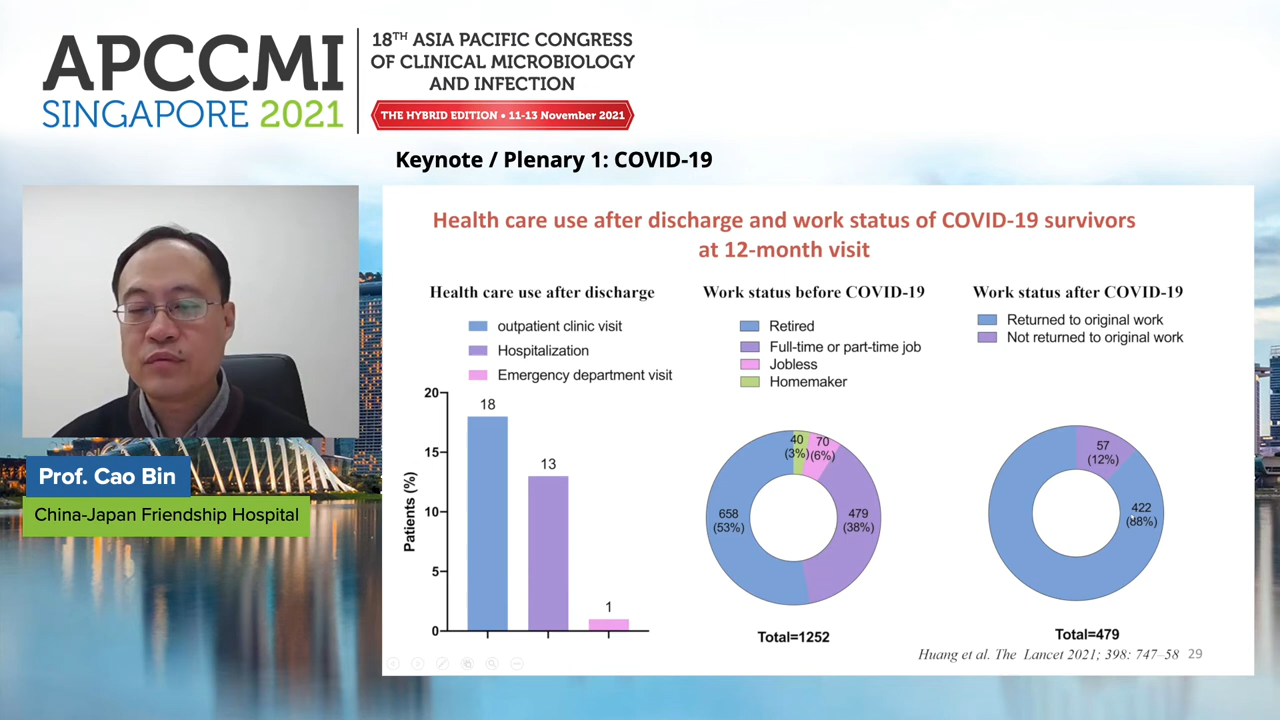 APCCMI
SINGAPORE 2021
18TH ASIA PACIFIC CONGRESS
OF CLINICAL MICROBIOLOGY
AND INFECTION
THE HYBRID EDITION • 11-13 November 2021
Keynote / Plenary 1: COVID-19
Prof. Cao Bin
China-Japan Friendship Hospital
Health care use after discharge and work status of COVID-19 survivors
at 12-month visit
Health care use after discharge
outpatient clinic visit
Hospitalization
Emergency department visit
Patients (%)
20
15
10
5
0
18
13
1
Work status before COVID-19
Retired
Full-time or part-time job
Jobless
Homemaker
40
(3%)
70
(6%)
658
(53%)
479
(38%)
Total=1252
Work status after COVID-19
Returned to original work
Not returned to original work
57
(12%)
422
(88%)
Total=479
Huang et al. The Lancet 2021; 398: 747–58
29